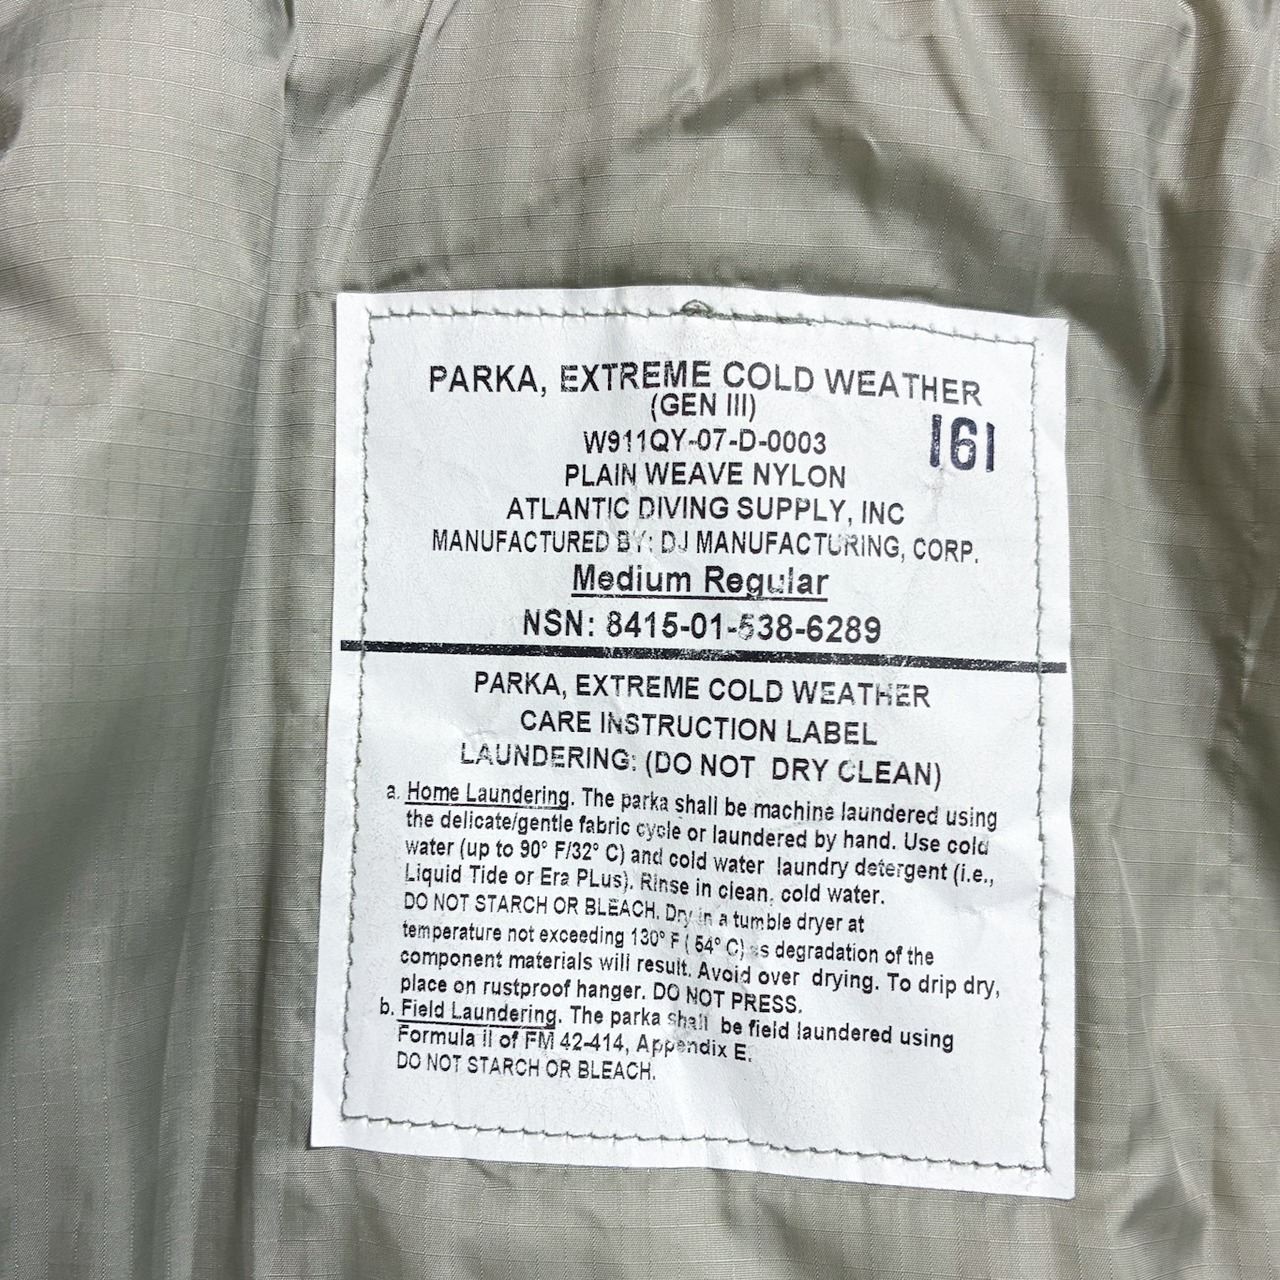 PARKA, EXTREME COLD WEATHER
(GEN III)
161
W911QY-07-D-0003
PLAIN WEAVE NYLON
ATLANTIC DIVING SUPPLY, INC
MANUFACTURED BY: DJ MANUFACTURING, CORP.
Medium Regular
NSN: 8415-01-538-6289
PARKA, EXTREME COLD WEATHER
CARE INSTRUCTION LABEL
LAUNDERING: (DO NOT DRY CLEAN)
a. Home Laundering. The parka shall be machine laundered using
the delicate/gentle fabric cycle or laundered by hand. Use cold
water (up to 90° F/32° C) and cold water laundry detergent (i.e.,
Liquid Tide or Era PLus). Rinse in clean, cold water.
DO NOT STARCH OR BLEACH. Dry in a tumble dryer at
temperature not exceeding 130° F ( 54° C) as degradation of the
component materials will result. Avoid over drying. To drip dry,
place on rustproof hanger. DO NOT PRESS.
b. Field Laundering. The parka shall be field laundered using
Formula II of FM 42-414, Appendix E.
DO NOT STARCH OR BLEACH.